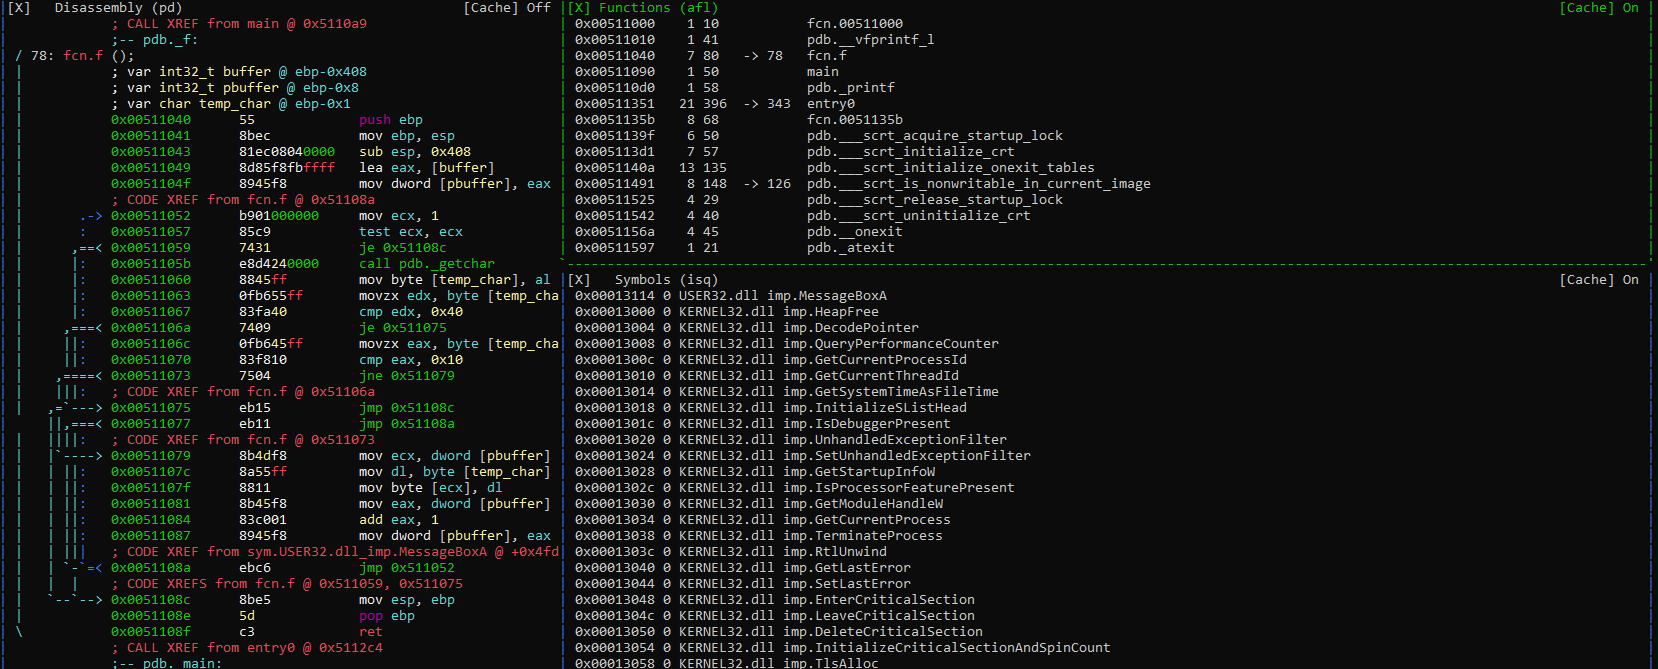 [X] Disassembly (pd) [Cache] Off
; CALL XREF from main @ 0x5110a9
;-- pdb._f:
/ 78: fcn.f ();
; var int32_t buffer @ ebp-0x408
; var int32_t pbuffer @ ebp-0x8
; var char temp_char @ ebp-0x1
0x00511040 55 push ebp
0x00511041 8bec mov ebp, esp
0x00511043 81ec08040000 sub esp, 0x408
0x00511049 8d85f8fbffff lea eax, [buffer]
0x0051104f 8945f8 mov dword [pbuffer], eax
; CODE XREF from fcn.f @ 0x51108a
.-> 0x00511052 b901000000 mov ecx, 1
: 0x00511057 85c9 test ecx, ecx
,==< 0x00511059 7431 je 0x51108c
|: 0x0051105b e8d4240000 call pdb._getchar
|: 0x00511060 8845ff mov byte [temp_char], al
|: 0x00511063 0fb655ff movzx edx, byte [temp_cha
|: 0x00511067 83fa40 cmp edx, 0x40
,===< 0x0051106a 7409 je 0x511075
||: 0x0051106c 0fb645ff movzx eax, byte [temp_cha
||: 0x00511070 83f810 cmp eax, 0x10
,====< 0x00511073 7504 jne 0x511079
|||: ; CODE XREF from fcn.f @ 0x51106a
,=`---> 0x00511075 eb15 jmp 0x51108c
||,===< 0x00511077 eb11 jmp 0x51108a
||||: ; CODE XREF from fcn.f @ 0x511073
|`----> 0x00511079 8b4df8 mov ecx, dword [pbuffer]
| ||: 0x0051107c 8a55ff mov dl, byte [temp_char]
| ||: 0x0051107f 8811 mov byte [ecx], dl
| ||: 0x00511081 8b45f8 mov eax, dword [pbuffer]
| ||: 0x00511084 83c001 add eax, 1
| ||: 0x00511087 8945f8 mov dword [pbuffer], eax
| ||| ; CODE XREF from sym.USER32.dll_imp.MessageBoxA @ +0x4fd
| `-`=< 0x0051108a ebc6 jmp 0x511052
| | ; CODE XREFS from fcn.f @ 0x511059, 0x511075
`--`--> 0x0051108c 8be5 mov esp, ebp
0x0051108e 5d pop ebp
\ 0x0051108f c3 ret
; CALL XREF from entry0 @ 0x5112c4
;-- pdb._main:
[X] Functions (afl) [Cache] On
0x00511000 1 10 fcn.00511000
0x00511010 1 41 pdb.__vfprintf_l
0x00511040 7 80 -> 78 fcn.f
0x00511090 1 50 main
0x005110d0 1 58 pdb._printf
0x00511351 21 396 -> 343 entry0
0x0051135b 8 68 fcn.0051135b
0x0051139f 6 50 pdb.___scrt_acquire_startup_lock
0x005113d1 7 57 pdb.___scrt_initialize_crt
0x0051140a 13 135 pdb.___scrt_initialize_onexit_tables
0x00511491 8 148 -> 126 pdb.___scrt_is_nonwritable_in_current_image
0x00511525 4 29 pdb.___scrt_release_startup_lock
0x00511542 4 40 pdb.___scrt_uninitialize_crt
0x0051156a 4 45 pdb.__onexit
0x00511597 1 21 pdb._atexit
[X] Symbols (isq) [Cache] On
0x00013114 0 USER32.dll imp.MessageBoxA
0x00013000 0 KERNEL32.dll imp.HeapFree
0x00013004 0 KERNEL32.dll imp.DecodePointer
0x00013008 0 KERNEL32.dll imp.QueryPerformanceCounter
0x0001300c 0 KERNEL32.dll imp.GetCurrentProcessId
0x00013010 0 KERNEL32.dll imp.GetCurrentThreadId
0x00013014 0 KERNEL32.dll imp.GetSystemTimeAsFileTime
0x00013018 0 KERNEL32.dll imp.InitializeSListHead
0x0001301c 0 KERNEL32.dll imp.IsDebuggerPresent
0x00013020 0 KERNEL32.dll imp.UnhandledExceptionFilter
0x00013024 0 KERNEL32.dll imp.SetUnhandledExceptionFilter
0x00013028 0 KERNEL32.dll imp.GetStartupInfoW
0x0001302c 0 KERNEL32.dll imp.IsProcessorFeaturePresent
0x00013030 0 KERNEL32.dll imp.GetModuleHandleW
0x00013034 0 KERNEL32.dll imp.GetCurrentProcess
0x00013038 0 KERNEL32.dll imp.TerminateProcess
0x0001303c 0 KERNEL32.dll imp.RtlUnwind
0x00013040 0 KERNEL32.dll imp.GetLastError
0x00013044 0 KERNEL32.dll imp.SetLastError
0x00013048 0 KERNEL32.dll imp.EnterCriticalSection
0x0001304c 0 KERNEL32.dll imp.LeaveCriticalSection
0x00013050 0 KERNEL32.dll imp.DeleteCriticalSection
0x00013054 0 KERNEL32.dll imp.InitializeCriticalSectionAndSpinCount
0x00013058 0 KERNEL32.dll imp.TlsAlloc